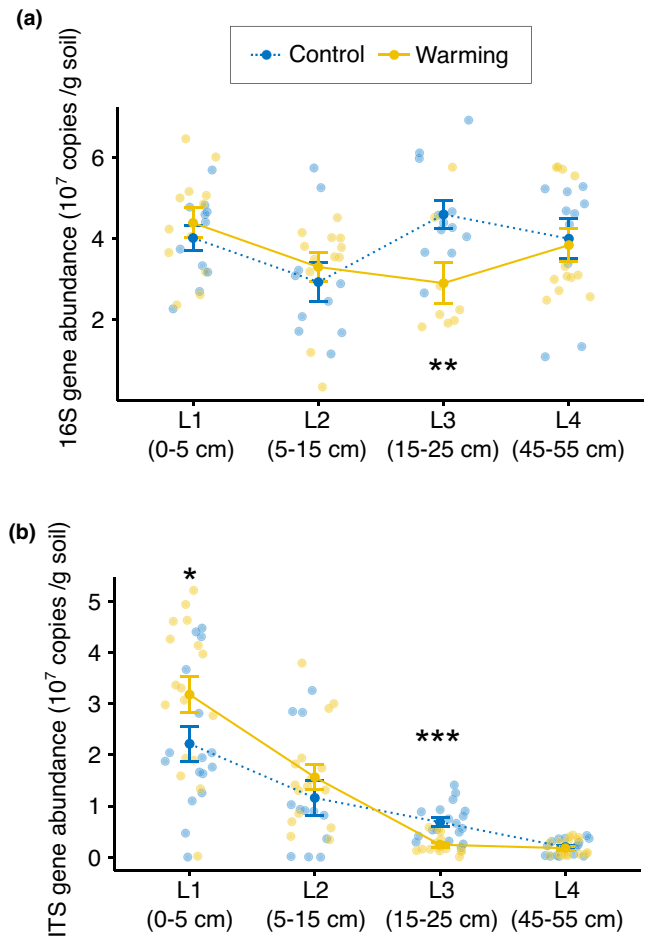 (a)
Control Warming
16S gene abundance (10⁷ copies /g soil)
6
4
2
**
L1 L2 L3 L4
(0-5 cm) (5-15 cm) (15-25 cm) (45-55 cm)
(b)
ITS gene abundance (10⁷ copies /g soil)
*
5
4
3
***
2
1
0
L1 L2 L3 L4
(0-5 cm) (5-15 cm) (15-25 cm) (45-55 cm)